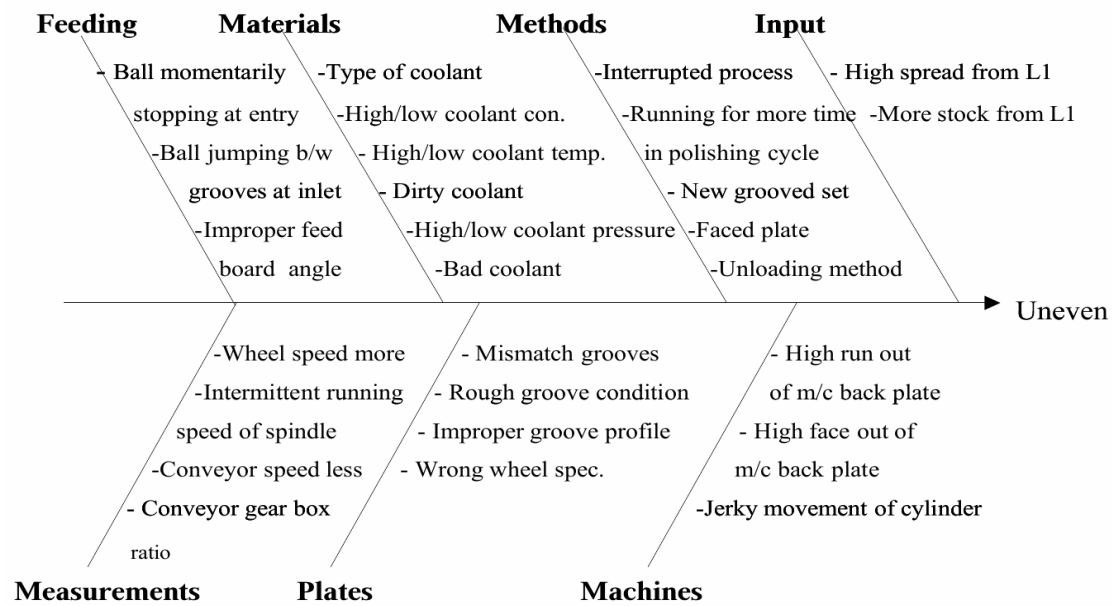 Feeding
Materials
Methods
Input
- Ball momentarily
stopping at entry
-Ball jumping b/w
grooves at inlet
-Improper feed
board angle
-Type of coolant
-High/low coolant con.
- High/low coolant temp.
- Dirty coolant
-High/low coolant pressure
-Bad coolant
-Interrupted process
-Running for more time
in polishing cycle
- New grooved set
-Faced plate
-Unloading method
- High spread from L1
-More stock from L1
Uneven
-Wheel speed more
-Intermittent running
speed of spindle
-Conveyor speed less
- Conveyor gear box
ratio
- Mismatch grooves
- Rough groove condition
- Improper groove profile
- Wrong wheel spec.
- High run out
of m/c back plate
- High face out of
m/c back plate
-Jerky movement of cylinder
Measurements
Plates
Machines